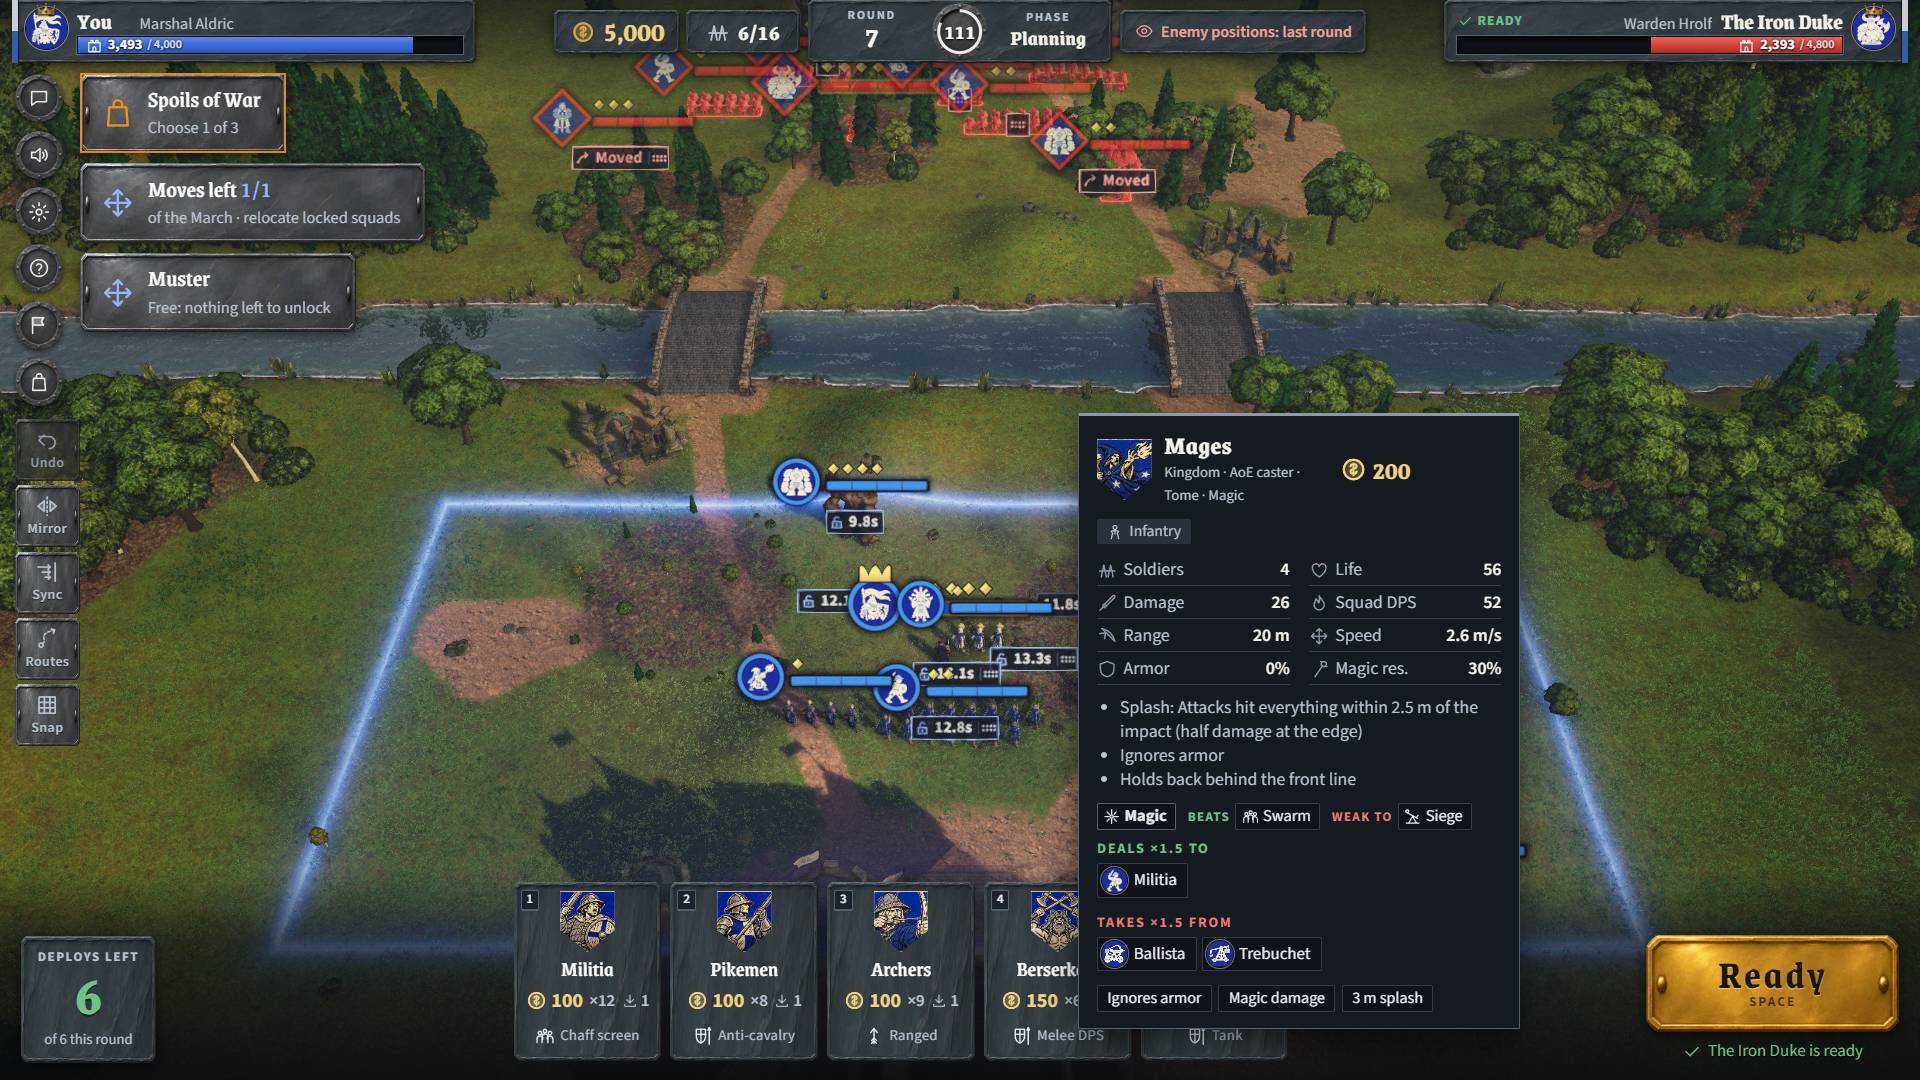 You Marshal Aldric
3,493 / 4,000
5,000
6/16
ROUND
7
111
PHASE
Planning
Enemy positions: last round
READY
Warden Hrolf The Iron Duke
2,393 / 4,800
Spoils of War
Choose 1 of 3
Moves left 1/1
of the March · relocate locked squads
Muster
Free: nothing left to unlock
Moved
Moved
Undo
Mirror
Sync
Routes
Snap
9.8s
12.1
11.8s
13.3s
.1s
12.8s
Mages
Kingdom · AoE caster ·
Tome · Magic
200
Infantry
Soldiers 4
Life 56
Damage 26
Squad DPS 52
Range 20 m
Speed 2.6 m/s
Armor 0%
Magic res. 30%
• Splash: Attacks hit everything within 2.5 m of the
impact (half damage at the edge)
• Ignores armor
• Holds back behind the front line
Magic BEATS Swarm WEAK TO Siege
DEALS ×1.5 TO
Militia
TAKES ×1.5 FROM
Ballista Trebuchet
Ignores armor Magic damage 3 m splash
DEPLOYS LEFT
6
of 6 this round
1
Militia
100 ×12 1
Chaff screen
2
Pikemen
100 ×8 1
Anti-cavalry
3
Archers
100 ×9 1
Ranged
4
Berserk
150 ×6
Melee DPS
Tank
Ready
SPACE
The Iron Duke is ready